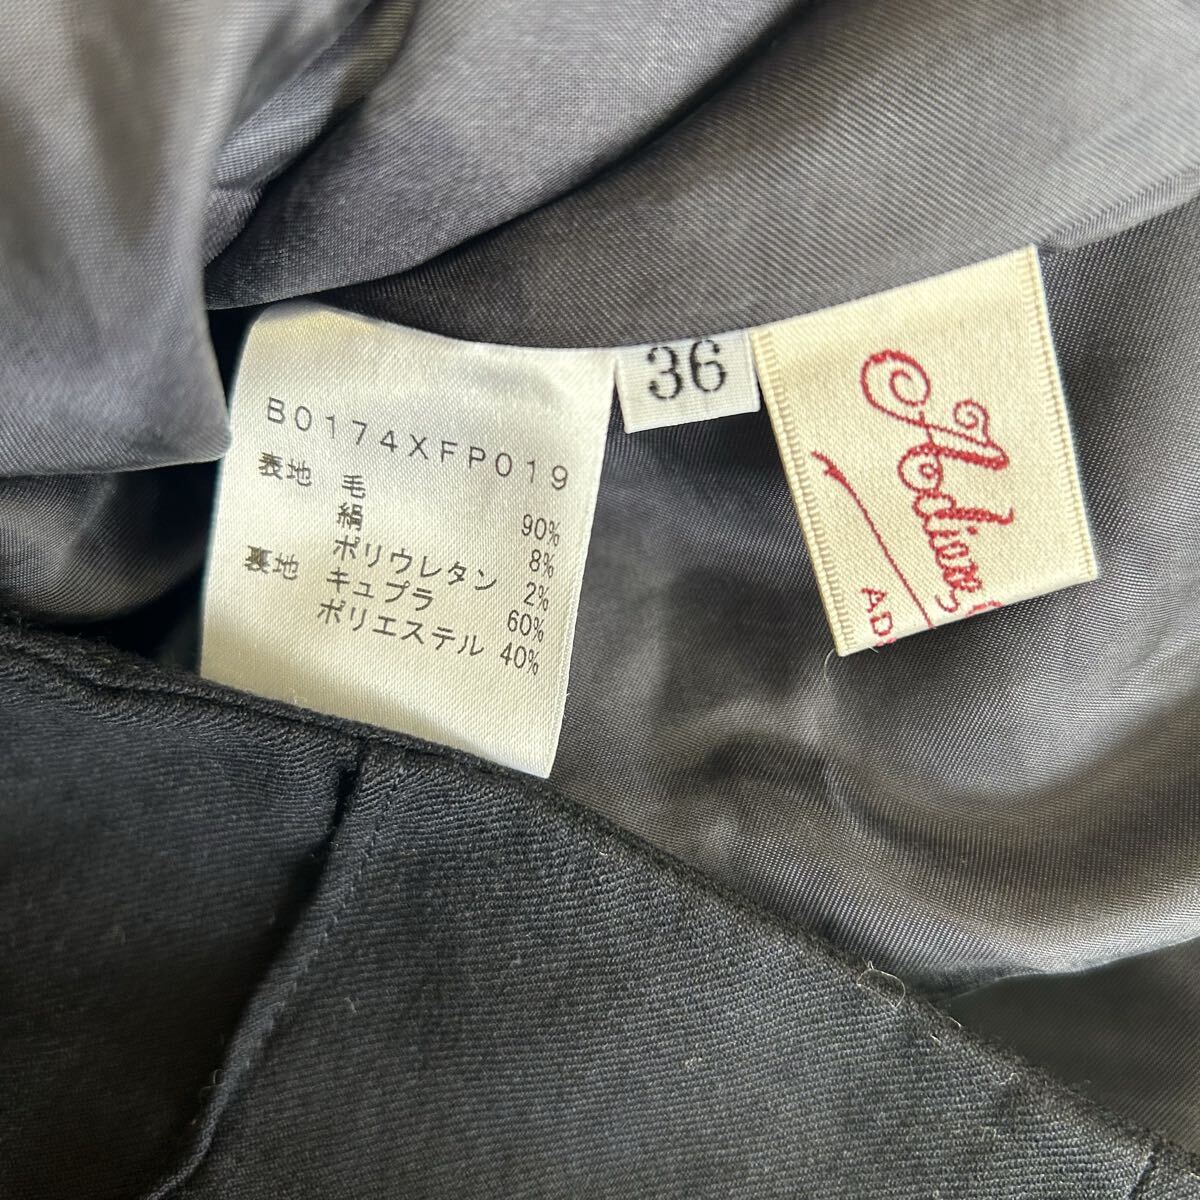 B0174XFP019
表地 毛 90%
絹 8%
ポリウレタン 2%
裏地 キュプラ 60%
ポリエステル 40%
36